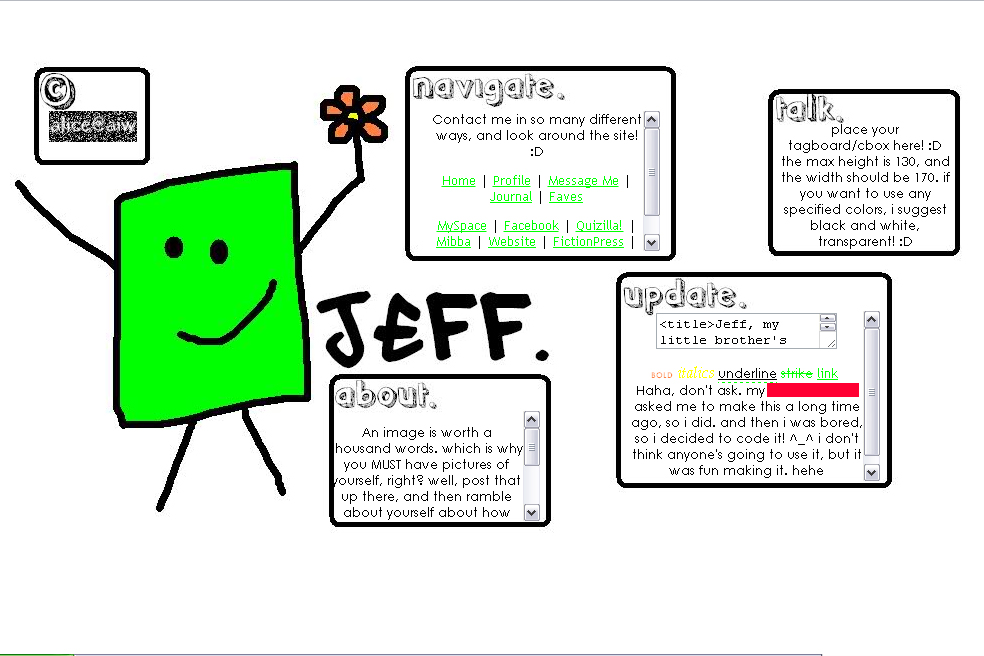 ©
navigate.
Contact me in so many different
ways, and look around the site!
:D
Home | Profile | Message Me |
Journal | Faves
MySpace | Facebook | Quizilla! |
Mibba | Website | FictionPress |
talk.
place your
tagboard/cbox here! :D
the max height is 130, and
the width should be 170. if
you want to use any
specified colors, i suggest
black and white,
transparent! :D
JEFF.
update.
<title>Jeff, my
little brother's
BOLD italics underline strike link
Haha, don't ask. my
asked me to make this a long time
ago, so i did. and then i was bored,
so i decided to code it! ^_^ i don't
think anyone's going to use it, but it
was fun making it. hehe
about.
An image is worth a
housand words. which is why
you MUST have pictures of
yourself, right? well, post that
up there, and then ramble
about yourself about how